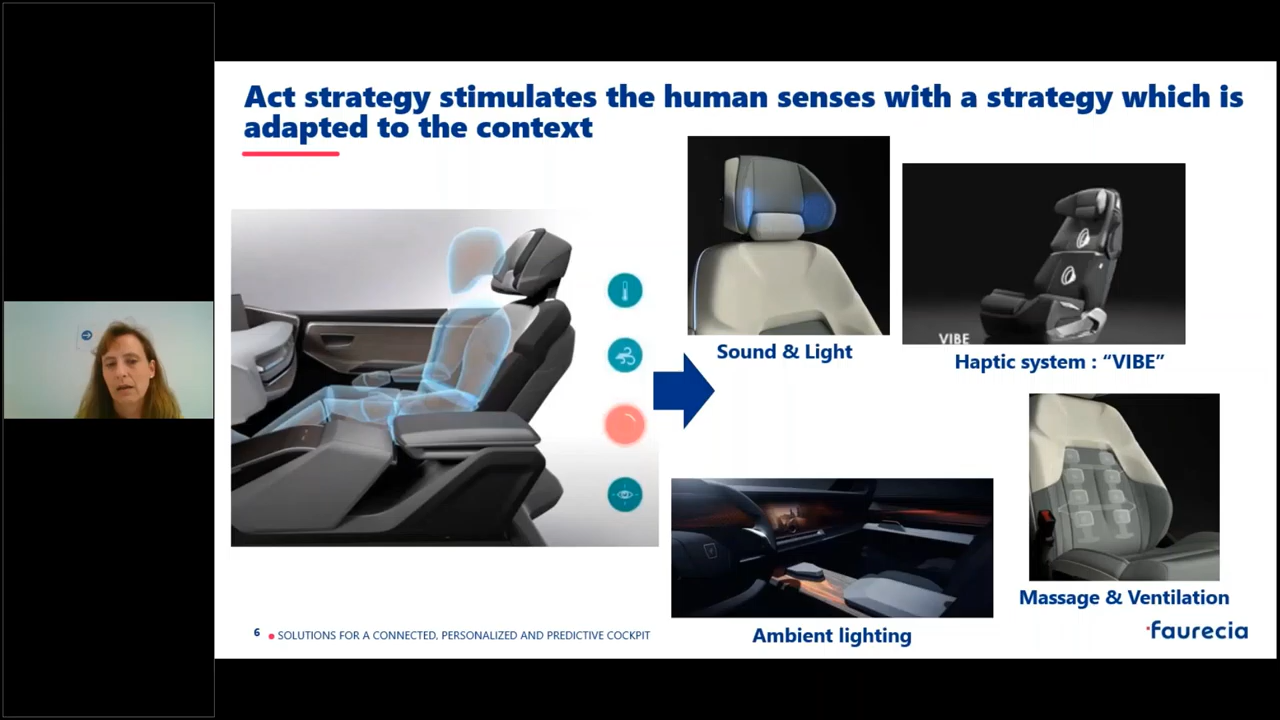 Act strategy stimulates the human senses with a strategy which is
adapted to the context
Sound & Light
VIBE
Haptic system : “VIBE”
Massage & Ventilation
Ambient lighting
6 ● SOLUTIONS FOR A CONNECTED, PERSONALIZED AND PREDICTIVE COCKPIT
faurecia